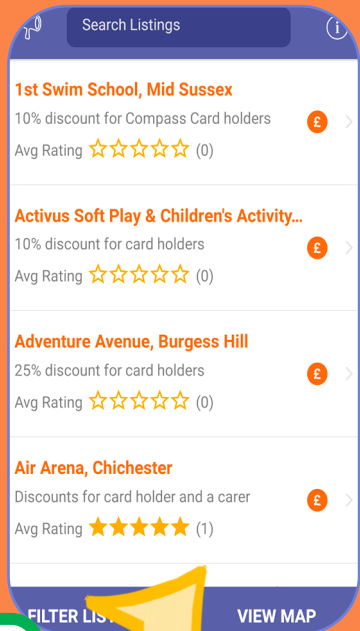 Search Listings
1st Swim School, Mid Sussex
10% discount for Compass Card holders
£
Avg Rating (0)
Activus Soft Play & Children's Activity...
10% discount for card holders
£
Avg Rating (0)
Adventure Avenue, Burgess Hill
25% discount for card holders
£
Avg Rating (0)
Air Arena, Chichester
Discounts for card holder and a carer
£
Avg Rating (1)
FILTER VIEW MAP